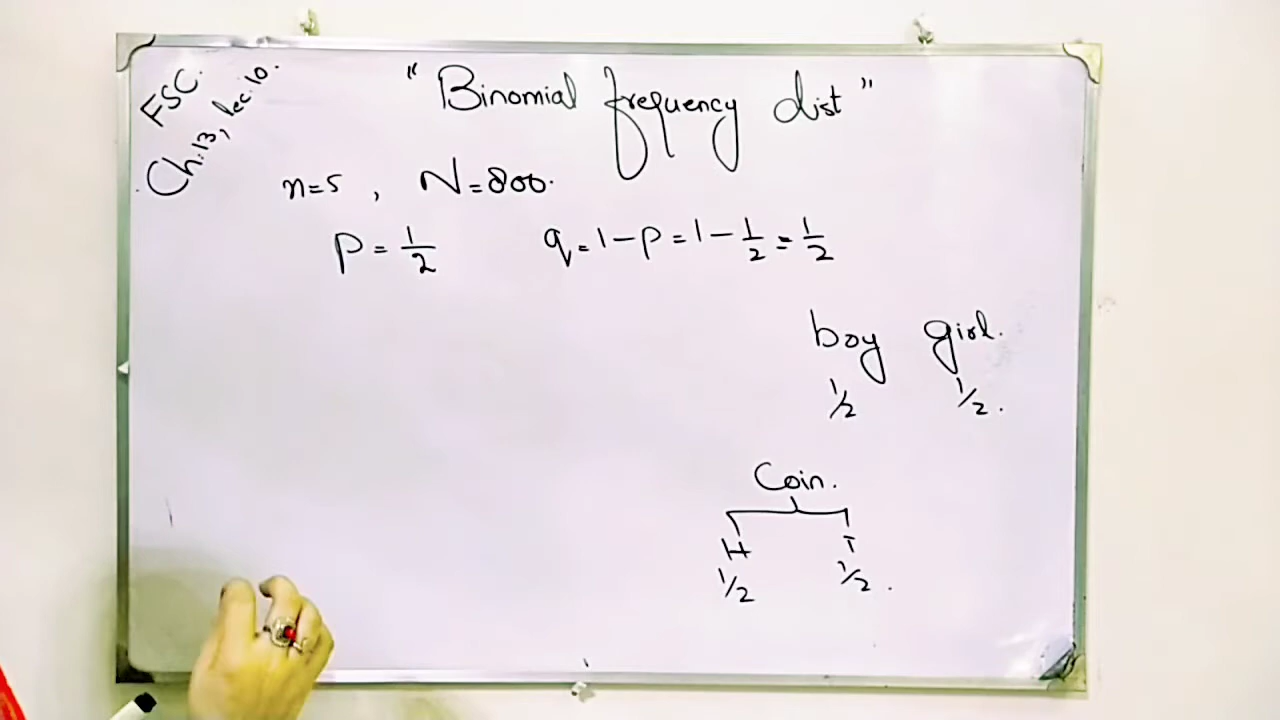 FSC.
Ch.13, lec.10.
"Binomial frequency dist"
n=5, N=800.
P = 1/2 q = 1 - P = 1 - 1/2 = 1/2
boy girl.
1/2 1/2.
Coin.
H T
1/2 1/2.